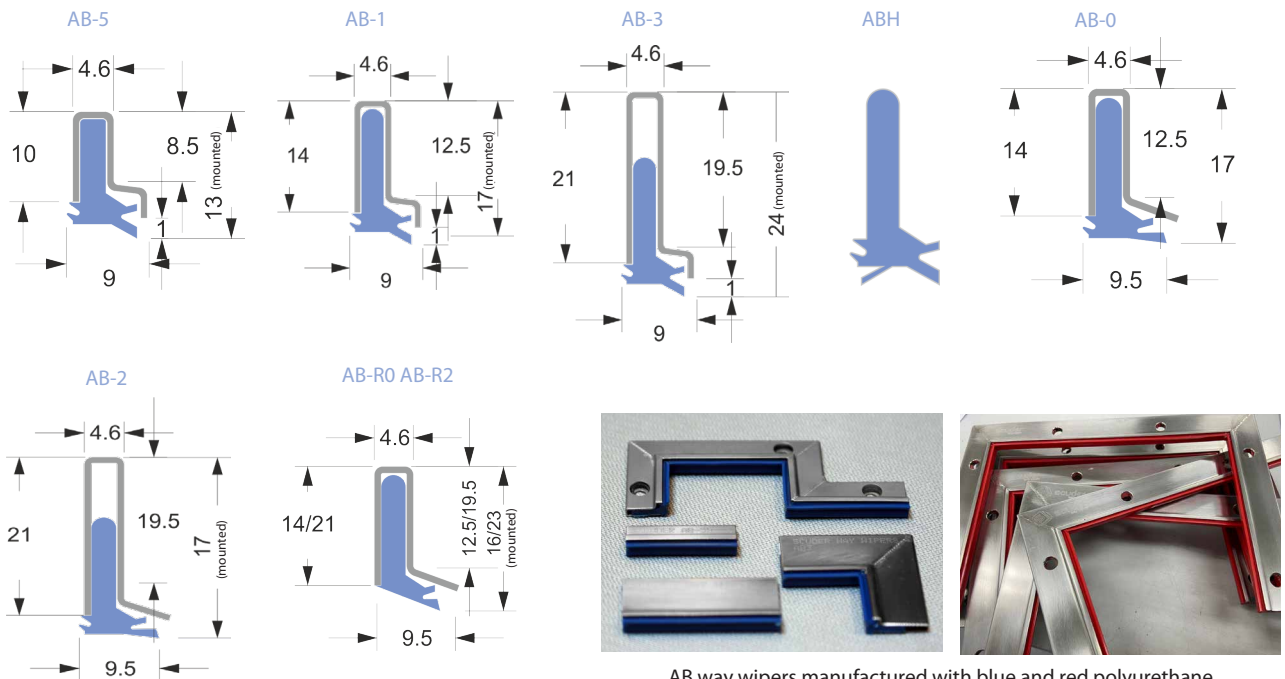 AB-5
4.6
10
8.5
13 (mounted)
1
9
AB-1
4.6
14
12.5
17 (mounted)
1
9
AB-3
4.6
21
19.5
24 (mounted)
1
9
ABH
AB-0
4.6
14
12.5
17
9.5
AB-2
4.6
21
19.5
17
(mounted)
9.5
AB-R0 AB-R2
4.6
14/21
12.5/19.5
16/23
(mounted)
9.5
AB way wipers manufactured with blue and red polyurethane